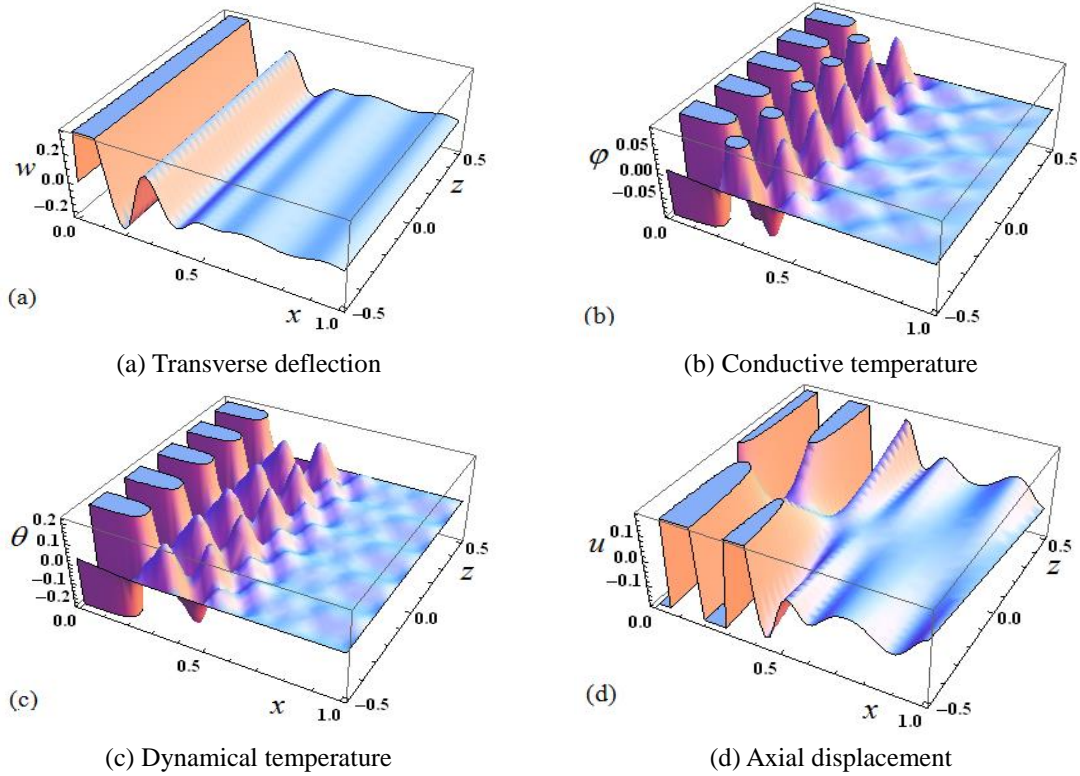 w
0.2
0.0
−0.2
0.0
0.5
x
1.0
−0.5
0.0
0.5
z
(a)
(a) Transverse deflection
φ
0.05
0.00
−0.05
0.0
0.5
x
1.0
−0.5
0.0
0.5
z
(b)
(b) Conductive temperature
θ
0.2
0.1
0.0
−0.1
−0.2
0.0
0.5
x
1.0
−0.5
0.0
0.5
z
(c)
(c) Dynamical temperature
u
0.1
0.0
−0.1
0.0
0.5
x
1.0
−0.5
0.0
0.5
z
(d)
(d) Axial displacement